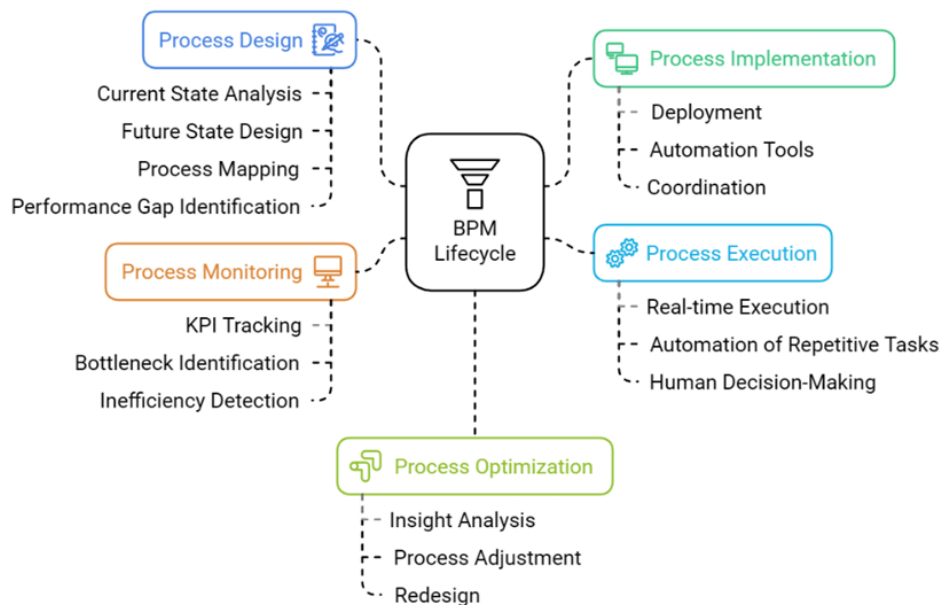 Process Design
Current State Analysis
Future State Design
Process Mapping
Performance Gap Identification
Process Monitoring
KPI Tracking
Bottleneck Identification
Inefficiency Detection
BPM
Lifecycle
Process Implementation
Deployment
Automation Tools
Coordination
Process Execution
Real-time Execution
Automation of Repetitive Tasks
Human Decision-Making
Process Optimization
Insight Analysis
Process Adjustment
Redesign